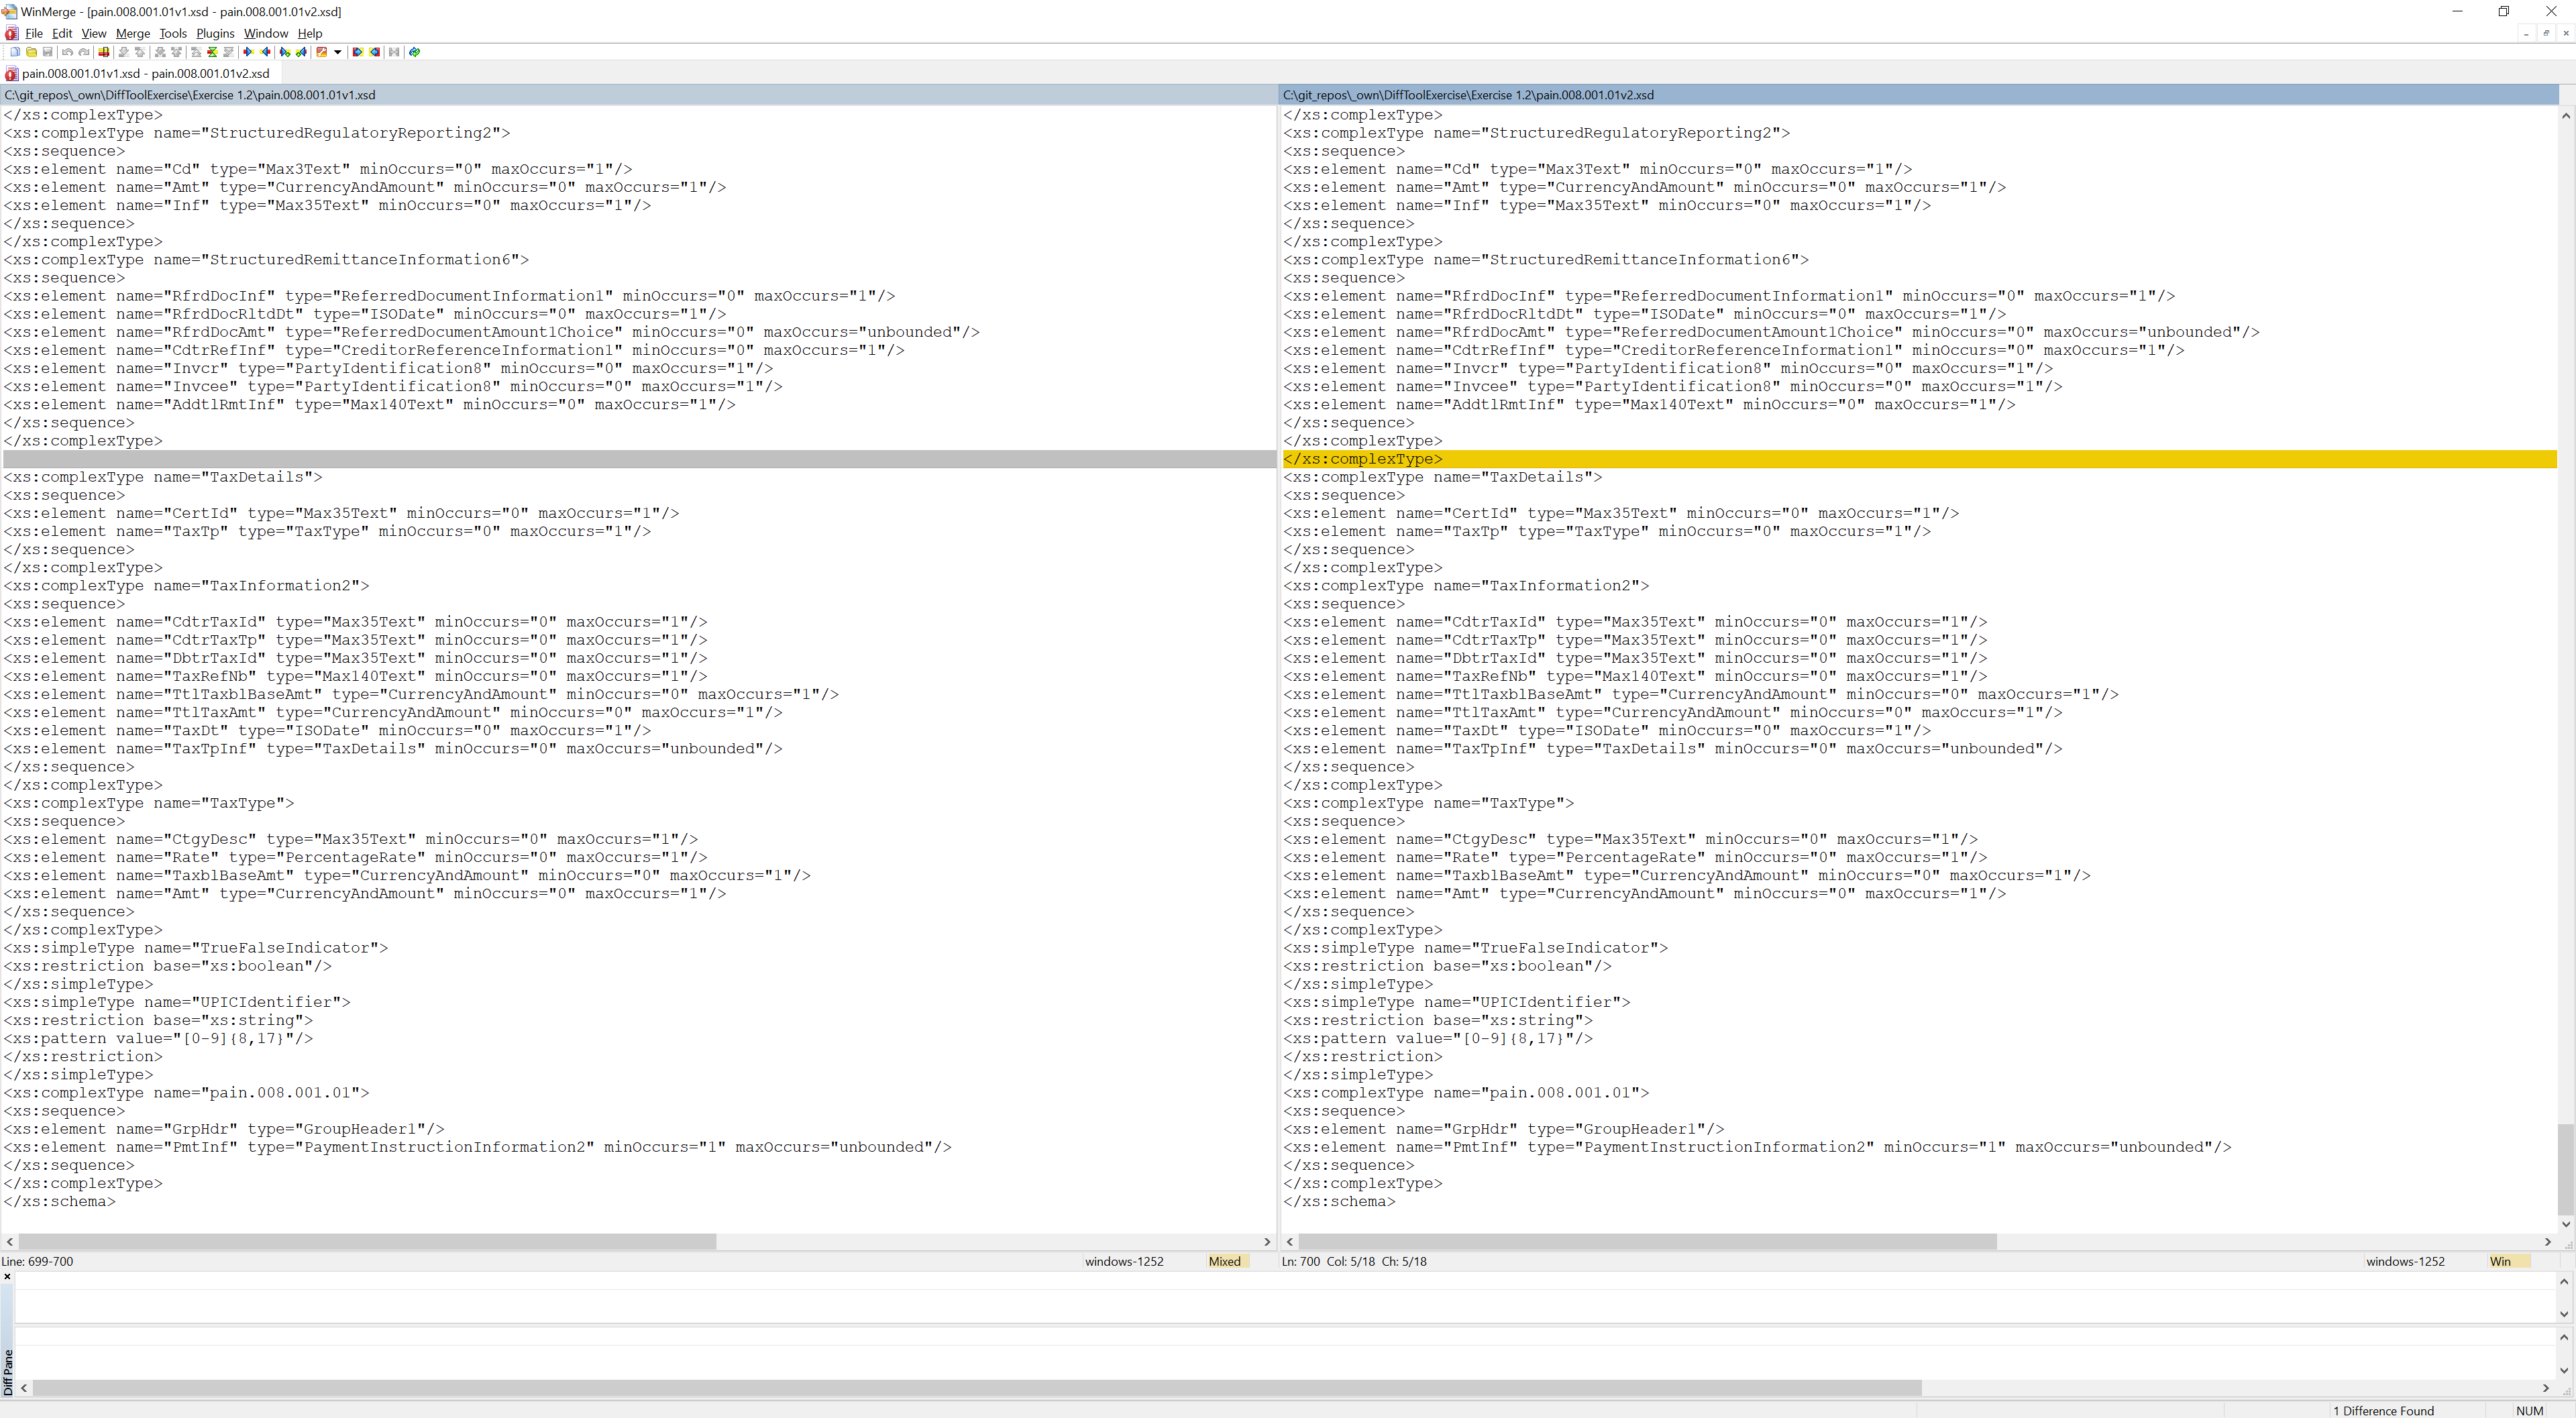 WinMerge - [pain.008.001.01v1.xsd - pain.008.001.01v2.xsd]
File Edit View Merge Tools Plugins Window Help
pain.008.001.01v1.xsd - pain.008.001.01v2.xsd
C:\git_repos\_own\DiffToolExercise\Exercise 1.2\pain.008.001.01v1.xsd
</xs:complexType>
<xs:complexType name="StructuredRegulatoryReporting2">
<xs:sequence>
<xs:element name="Cd" type="Max3Text" minOccurs="0" maxOccurs="1"/>
<xs:element name="Amt" type="CurrencyAndAmount" minOccurs="0" maxOccurs="1"/>
<xs:element name="Inf" type="Max35Text" minOccurs="0" maxOccurs="1"/>
</xs:sequence>
</xs:complexType>
<xs:complexType name="StructuredRemittanceInformation6">
<xs:sequence>
<xs:element name="RfrdDocInf" type="ReferredDocumentInformation1" minOccurs="0" maxOccurs="1"/>
<xs:element name="RfrdDocRltdDt" type="ISODate" minOccurs="0" maxOccurs="1"/>
<xs:element name="RfrdDocAmt" type="ReferredDocumentAmount1Choice" minOccurs="0" maxOccurs="unbounded"/>
<xs:element name="CdtrRefInf" type="CreditorReferenceInformation1" minOccurs="0" maxOccurs="1"/>
<xs:element name="Invcr" type="PartyIdentification8" minOccurs="0" maxOccurs="1"/>
<xs:element name="Invcee" type="PartyIdentification8" minOccurs="0" maxOccurs="1"/>
<xs:element name="AddtlRmtInf" type="Max140Text" minOccurs="0" maxOccurs="1"/>
</xs:sequence>
</xs:complexType>
<xs:complexType name="TaxDetails">
<xs:sequence>
<xs:element name="CertId" type="Max35Text" minOccurs="0" maxOccurs="1"/>
<xs:element name="TaxTp" type="TaxType" minOccurs="0" maxOccurs="1"/>
</xs:sequence>
</xs:complexType>
<xs:complexType name="TaxInformation2">
<xs:sequence>
<xs:element name="CdtrTaxId" type="Max35Text" minOccurs="0" maxOccurs="1"/>
<xs:element name="CdtrTaxTp" type="Max35Text" minOccurs="0" maxOccurs="1"/>
<xs:element name="DbtrTaxId" type="Max35Text" minOccurs="0" maxOccurs="1"/>
<xs:element name="TaxRefNb" type="Max140Text" minOccurs="0" maxOccurs="1"/>
<xs:element name="TtlTaxblBaseAmt" type="CurrencyAndAmount" minOccurs="0" maxOccurs="1"/>
<xs:element name="TtlTaxAmt" type="CurrencyAndAmount" minOccurs="0" maxOccurs="1"/>
<xs:element name="TaxDt" type="ISODate" minOccurs="0" maxOccurs="1"/>
<xs:element name="TaxTpInf" type="TaxDetails" minOccurs="0" maxOccurs="unbounded"/>
</xs:sequence>
</xs:complexType>
<xs:complexType name="TaxType">
<xs:sequence>
<xs:element name="CtgyDesc" type="Max35Text" minOccurs="0" maxOccurs="1"/>
<xs:element name="Rate" type="PercentageRate" minOccurs="0" maxOccurs="1"/>
<xs:element name="TaxblBaseAmt" type="CurrencyAndAmount" minOccurs="0" maxOccurs="1"/>
<xs:element name="Amt" type="CurrencyAndAmount" minOccurs="0" maxOccurs="1"/>
</xs:sequence>
</xs:complexType>
<xs:simpleType name="TrueFalseIndicator">
<xs:restriction base="xs:boolean"/>
</xs:simpleType>
<xs:simpleType name="UPICIdentifier">
<xs:restriction base="xs:string">
<xs:pattern value="[0-9]{8,17}"/>
</xs:restriction>
</xs:simpleType>
<xs:complexType name="pain.008.001.01">
<xs:sequence>
<xs:element name="GrpHdr" type="GroupHeader1"/>
<xs:element name="PmtInf" type="PaymentInstructionInformation2" minOccurs="1" maxOccurs="unbounded"/>
</xs:sequence>
</xs:complexType>
</xs:schema>
Line: 699-700 windows-1252 Mixed
C:\git_repos\_own\DiffToolExercise\Exercise 1.2\pain.008.001.01v2.xsd
</xs:complexType>
<xs:complexType name="StructuredRegulatoryReporting2">
<xs:sequence>
<xs:element name="Cd" type="Max3Text" minOccurs="0" maxOccurs="1"/>
<xs:element name="Amt" type="CurrencyAndAmount" minOccurs="0" maxOccurs="1"/>
<xs:element name="Inf" type="Max35Text" minOccurs="0" maxOccurs="1"/>
</xs:sequence>
</xs:complexType>
<xs:complexType name="StructuredRemittanceInformation6">
<xs:sequence>
<xs:element name="RfrdDocInf" type="ReferredDocumentInformation1" minOccurs="0" maxOccurs="1"/>
<xs:element name="RfrdDocRltdDt" type="ISODate" minOccurs="0" maxOccurs="1"/>
<xs:element name="RfrdDocAmt" type="ReferredDocumentAmount1Choice" minOccurs="0" maxOccurs="unbounded"/>
<xs:element name="CdtrRefInf" type="CreditorReferenceInformation1" minOccurs="0" maxOccurs="1"/>
<xs:element name="Invcr" type="PartyIdentification8" minOccurs="0" maxOccurs="1"/>
<xs:element name="Invcee" type="PartyIdentification8" minOccurs="0" maxOccurs="1"/>
<xs:element name="AddtlRmtInf" type="Max140Text" minOccurs="0" maxOccurs="1"/>
</xs:sequence>
</xs:complexType>
</xs:complexType>
<xs:complexType name="TaxDetails">
<xs:sequence>
<xs:element name="CertId" type="Max35Text" minOccurs="0" maxOccurs="1"/>
<xs:element name="TaxTp" type="TaxType" minOccurs="0" maxOccurs="1"/>
</xs:sequence>
</xs:complexType>
<xs:complexType name="TaxInformation2">
<xs:sequence>
<xs:element name="CdtrTaxId" type="Max35Text" minOccurs="0" maxOccurs="1"/>
<xs:element name="CdtrTaxTp" type="Max35Text" minOccurs="0" maxOccurs="1"/>
<xs:element name="DbtrTaxId" type="Max35Text" minOccurs="0" maxOccurs="1"/>
<xs:element name="TaxRefNb" type="Max140Text" minOccurs="0" maxOccurs="1"/>
<xs:element name="TtlTaxblBaseAmt" type="CurrencyAndAmount" minOccurs="0" maxOccurs="1"/>
<xs:element name="TtlTaxAmt" type="CurrencyAndAmount" minOccurs="0" maxOccurs="1"/>
<xs:element name="TaxDt" type="ISODate" minOccurs="0" maxOccurs="1"/>
<xs:element name="TaxTpInf" type="TaxDetails" minOccurs="0" maxOccurs="unbounded"/>
</xs:sequence>
</xs:complexType>
<xs:complexType name="TaxType">
<xs:sequence>
<xs:element name="CtgyDesc" type="Max35Text" minOccurs="0" maxOccurs="1"/>
<xs:element name="Rate" type="PercentageRate" minOccurs="0" maxOccurs="1"/>
<xs:element name="TaxblBaseAmt" type="CurrencyAndAmount" minOccurs="0" maxOccurs="1"/>
<xs:element name="Amt" type="CurrencyAndAmount" minOccurs="0" maxOccurs="1"/>
</xs:sequence>
</xs:complexType>
<xs:simpleType name="TrueFalseIndicator">
<xs:restriction base="xs:boolean"/>
</xs:simpleType>
<xs:simpleType name="UPICIdentifier">
<xs:restriction base="xs:string">
<xs:pattern value="[0-9]{8,17}"/>
</xs:restriction>
</xs:simpleType>
<xs:complexType name="pain.008.001.01">
<xs:sequence>
<xs:element name="GrpHdr" type="GroupHeader1"/>
<xs:element name="PmtInf" type="PaymentInstructionInformation2" minOccurs="1" maxOccurs="unbounded"/>
</xs:sequence>
</xs:complexType>
</xs:schema>
Ln: 700 Col: 5/18 Ch: 5/18 windows-1252 Win
Diff Pane
1 Difference Found NUM